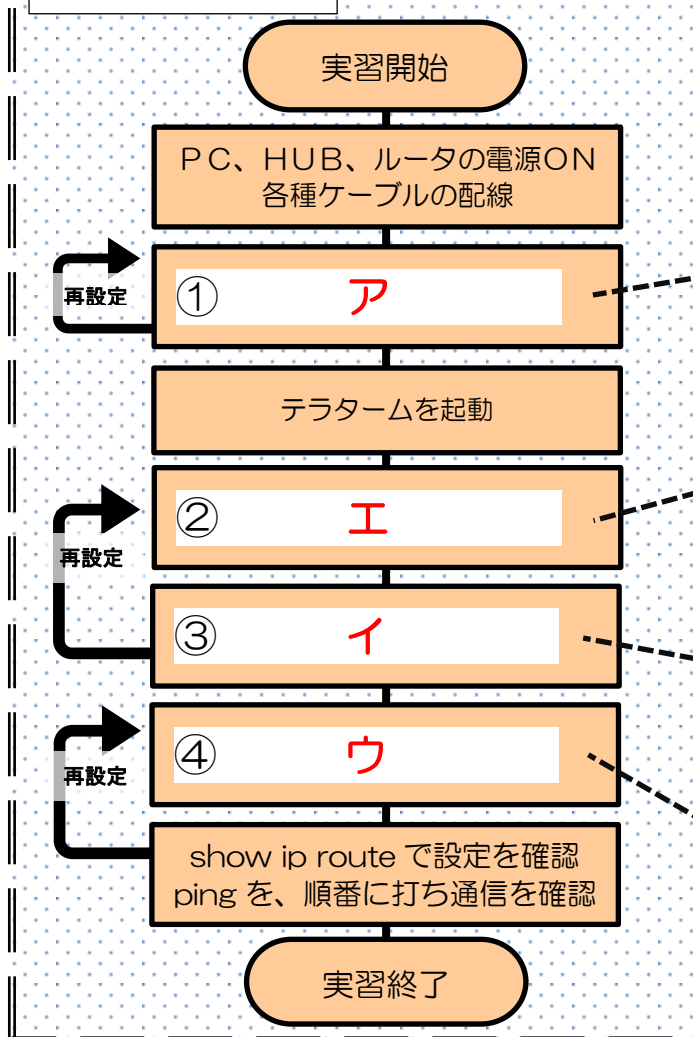 実習開始
PC、HUB、ルータの電源ON
各種ケーブルの配線
再設定
① ア
テラタームを起動
② エ
再設定
③ イ
④ ウ
再設定
show ip route で設定を確認
ping を、順番に打ち通信を確認
実習終了